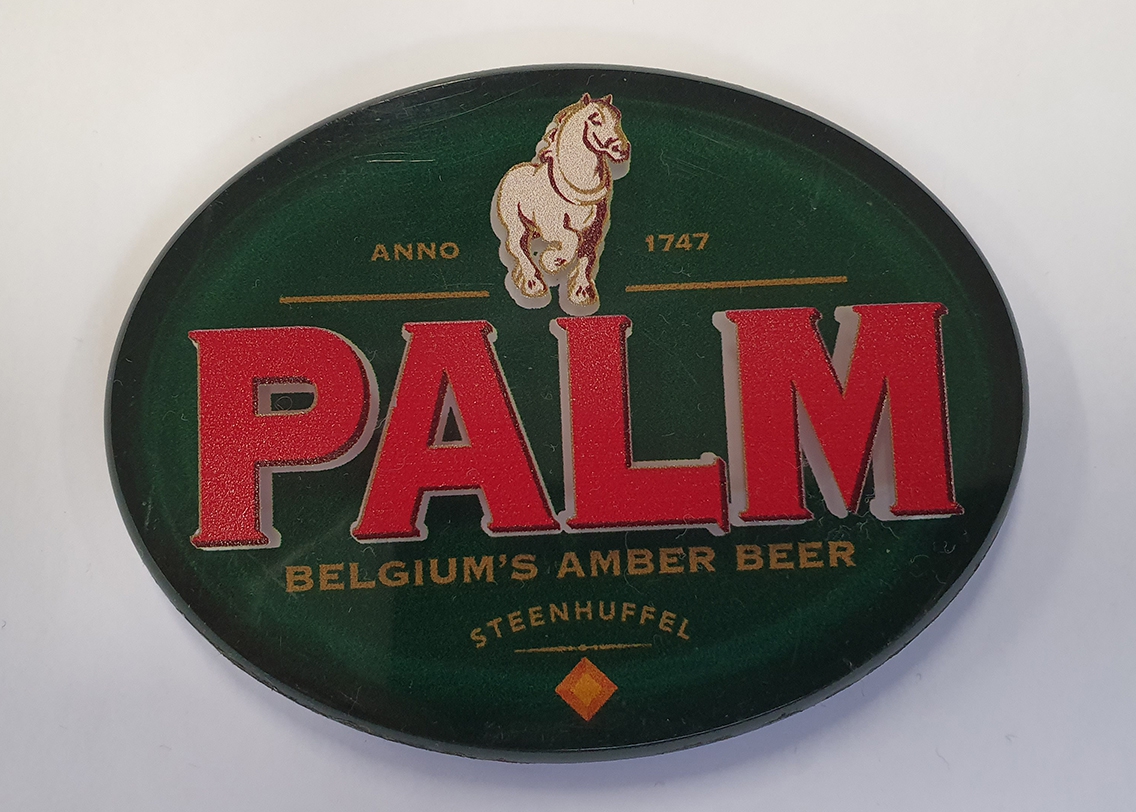 ANNO 1747
PALM
BELGIUM'S AMBER BEER
STEENHUFFEL